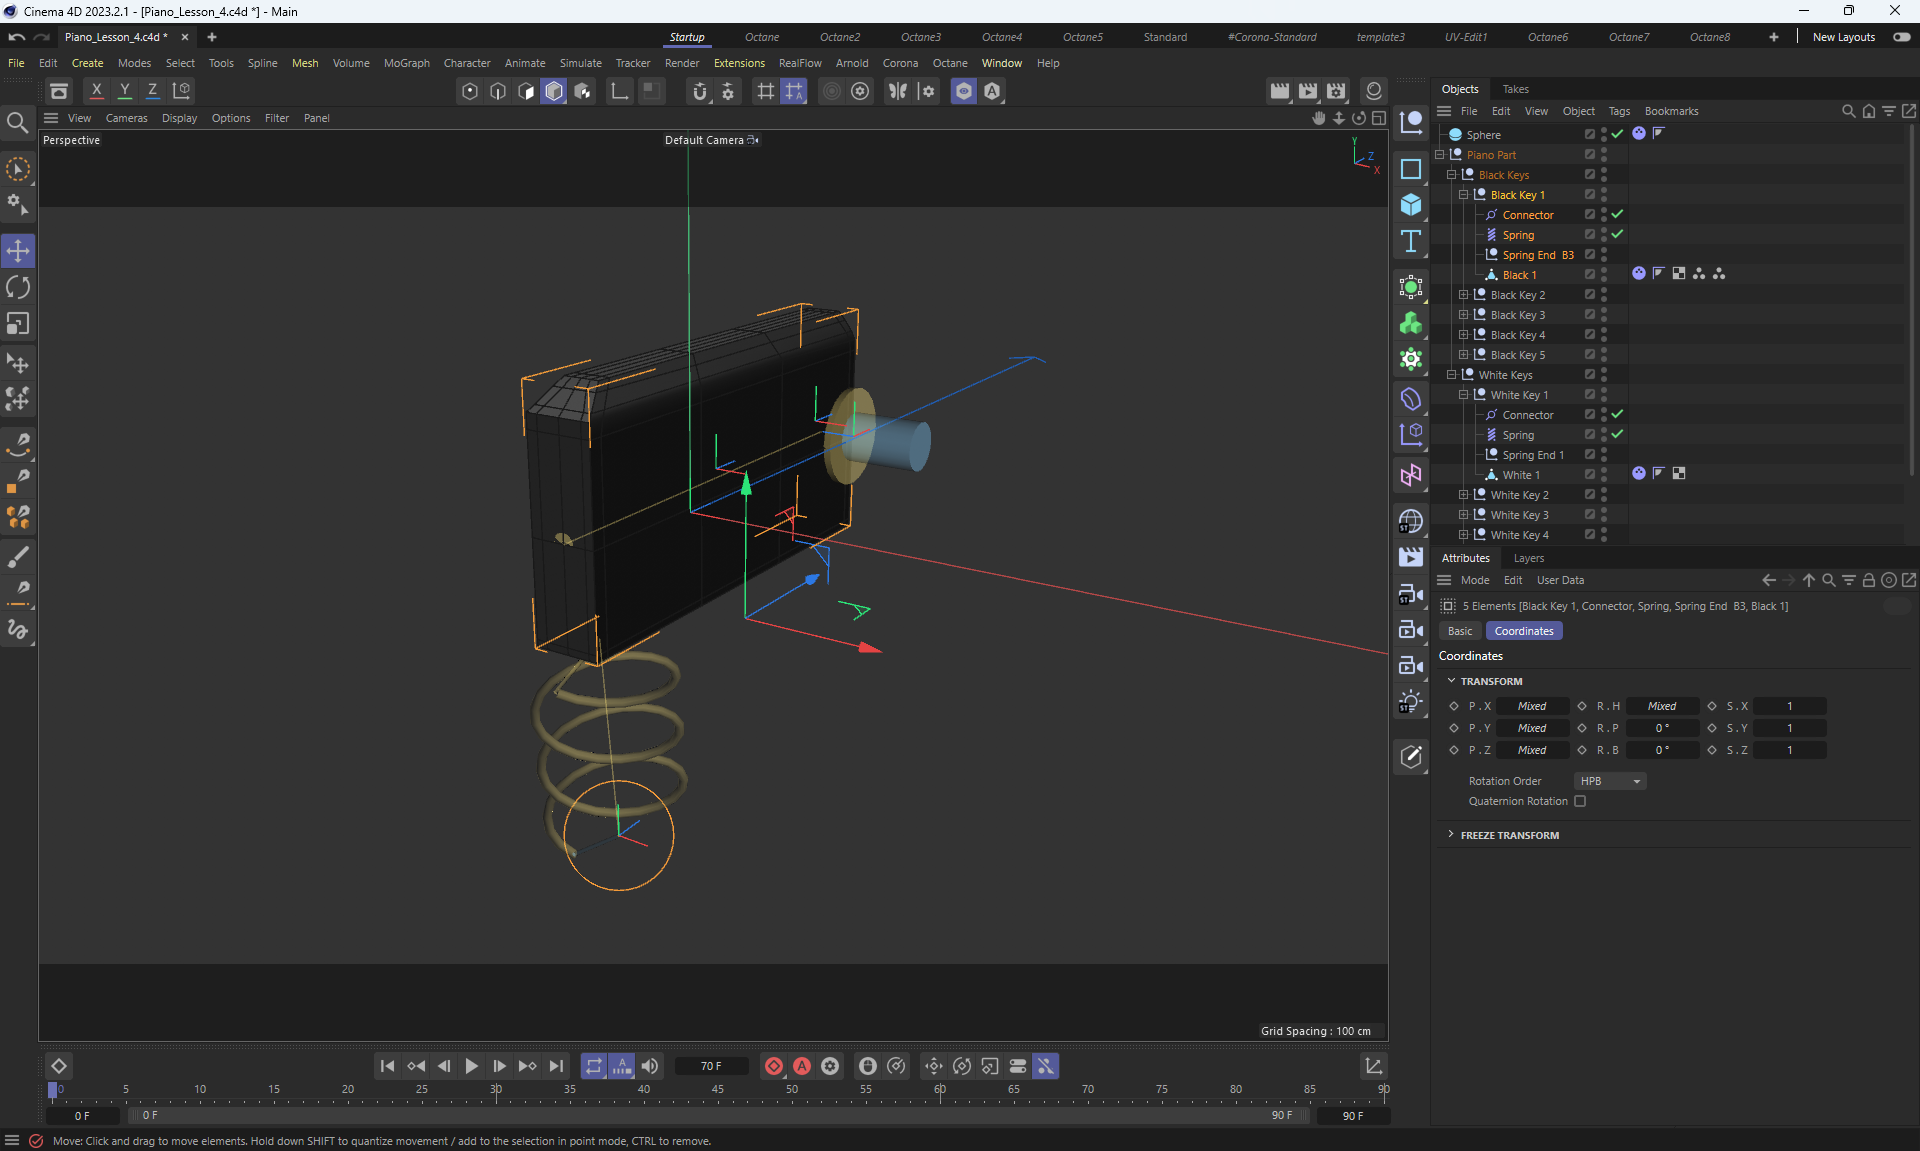 Cinema 4D 2023.2.1 - [Piano_Lesson_4.c4d *] - Main
Piano_Lesson_4.c4d *
Startup Octane Octane2 Octane3 Octane4 Octane5 Standard #Corona-Standard template3 UV-Edit1 Octane6 Octane7 Octane8 New Layouts
File Edit Create Modes Select Tools Spline Mesh Volume MoGraph Character Animate Simulate Tracker Render Extensions RealFlow Arnold Corona Octane Window Help
X Y Z
View Cameras Display Options Filter Panel
Perspective
Default Camera
Y
Z
X
Grid Spacing : 100 cm
Objects Takes
File Edit View Object Tags Bookmarks
Sphere
Piano Part
Black Keys
Black Key 1
Connector
Spring
Spring End B3
Black 1
Black Key 2
Black Key 3
Black Key 4
Black Key 5
White Keys
White Key 1
Connector
Spring
Spring End 1
White 1
White Key 2
White Key 3
White Key 4
Attributes Layers
Mode Edit User Data
5 Elements [Black Key 1, Connector, Spring, Spring End B3, Black 1]
Basic Coordinates
Coordinates
TRANSFORM
P . X Mixed R . H Mixed S . X 1
P . Y Mixed R . P 0 ° S . Y 1
P . Z Mixed R . B 0 ° S . Z 1
Rotation Order HPB
Quaternion Rotation
FREEZE TRANSFORM
70 F
0 5 10 15 20 25 30 35 40 45 50 55 60 65 70 75 80 85 90
0 F 0 F 90 F 90 F
Move: Click and drag to move elements. Hold down SHIFT to quantize movement / add to the selection in point mode, CTRL to remove.